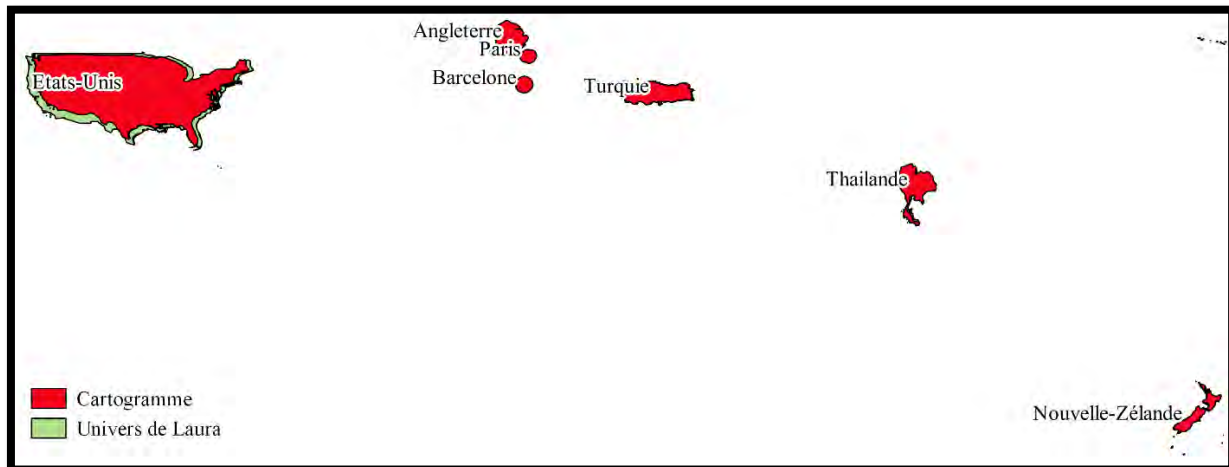 Angleterre
Paris
Etats-Unis
Barcelone
Turquie
Thailande
Cartogramme
Nouvelle-Zélande
Univers de Laura